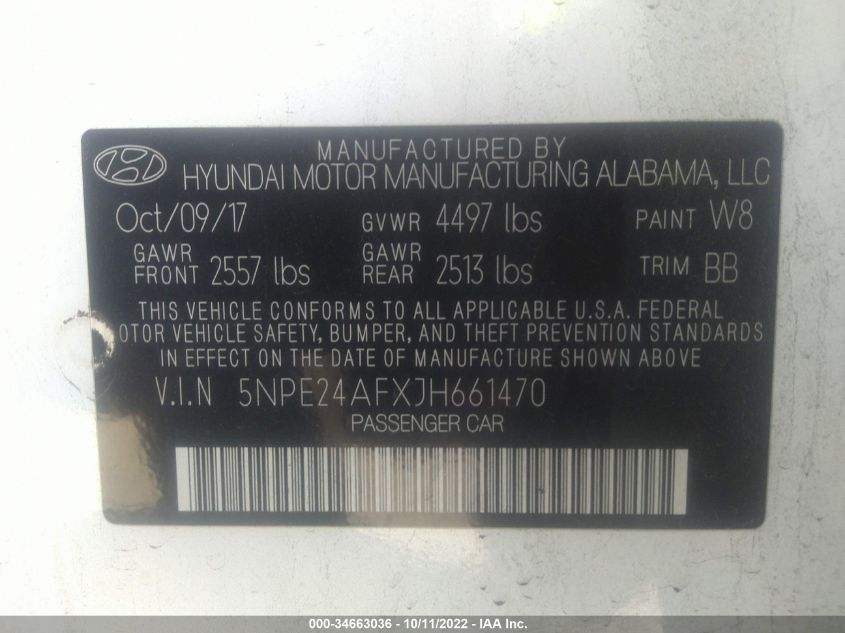 MANUFACTURED BY
HYUNDAI MOTOR MANUFACTURING ALABAMA, LLC
Oct/09/17 GVWR 4497 lbs PAINT W8
GAWR FRONT 2557 lbs GAWR REAR 2513 lbs TRIM BB
THIS VEHICLE CONFORMS TO ALL APPLICABLE U.S.A. FEDERAL
OTOR VEHICLE SAFETY, BUMPER, AND THEFT PREVENTION STANDARDS
IN EFFECT ON THE DATE OF MANUFACTURE SHOWN ABOVE
V.I.N 5NPE24AFXJH661470
PASSENGER CAR
000-34663036 - 10/11/2022 - IAA Inc.